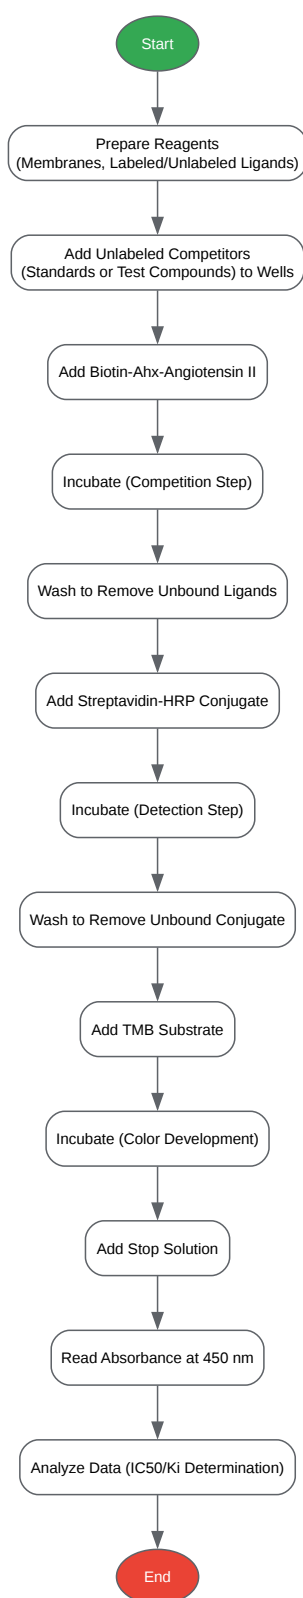 Start
Prepare Reagents
(Membranes, Labeled/Unlabeled Ligands)
Add Unlabeled Competitors
(Standards or Test Compounds) to Wells
Add Biotin-Ahx-Angiotensin II
Incubate (Competition Step)
Wash to Remove Unbound Ligands
Add Streptavidin-HRP Conjugate
Incubate (Detection Step)
Wash to Remove Unbound Conjugate
Add TMB Substrate
Incubate (Color Development)
Add Stop Solution
Read Absorbance at 450 nm
Analyze Data (IC50/Ki Determination)
End